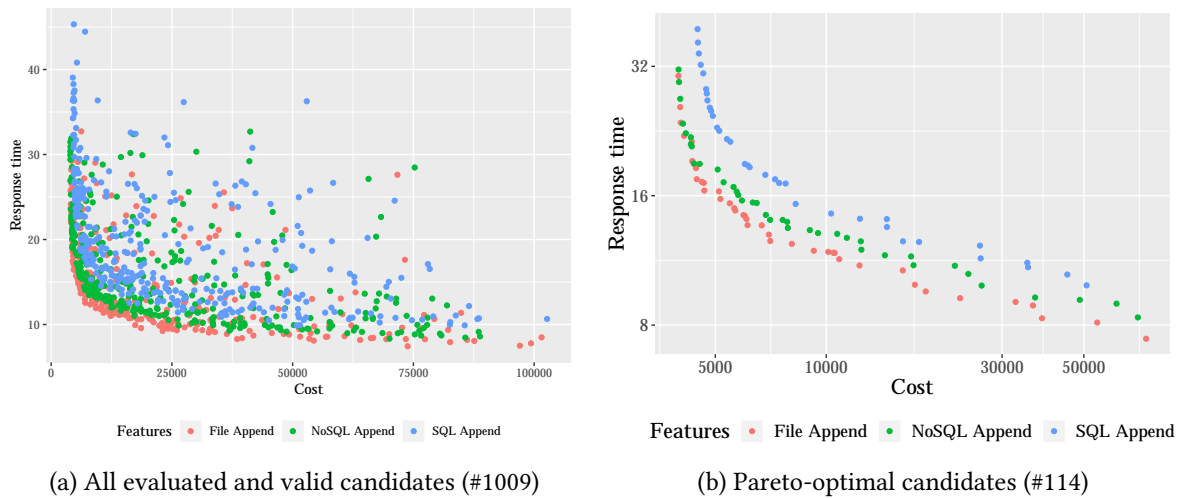 40
30
20
10
Response time
0
25000
50000
75000
100000
Cost
Features File Append NoSQL Append SQL Append
(a) All evaluated and valid candidates (#1009)
32
16
8
Response time
5000
10000
30000
50000
Cost
Features File Append NoSQL Append SQL Append
(b) Pareto-optimal candidates (#114)